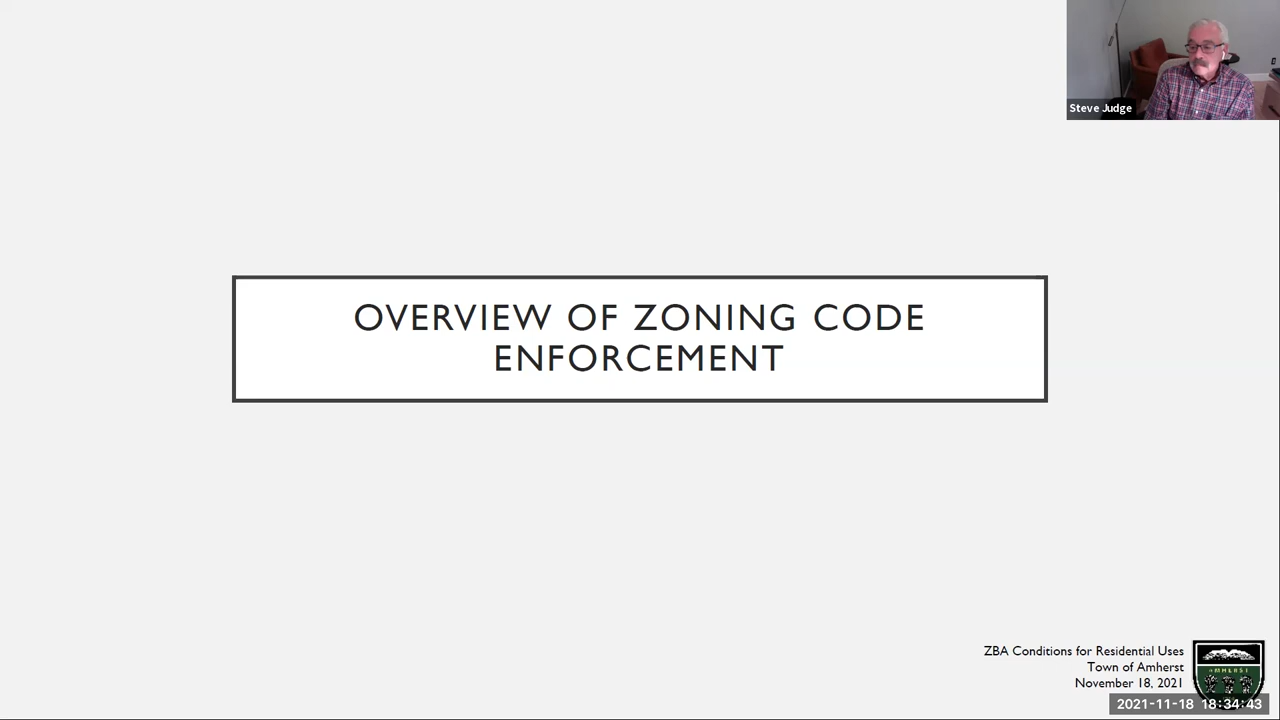 Steve Judge
OVERVIEW OF ZONING CODE
ENFORCEMENT
ZBA Conditions for Residential Uses
Town of Amherst
November 18, 2021
AMHERST
2021-11-18 18:34:43